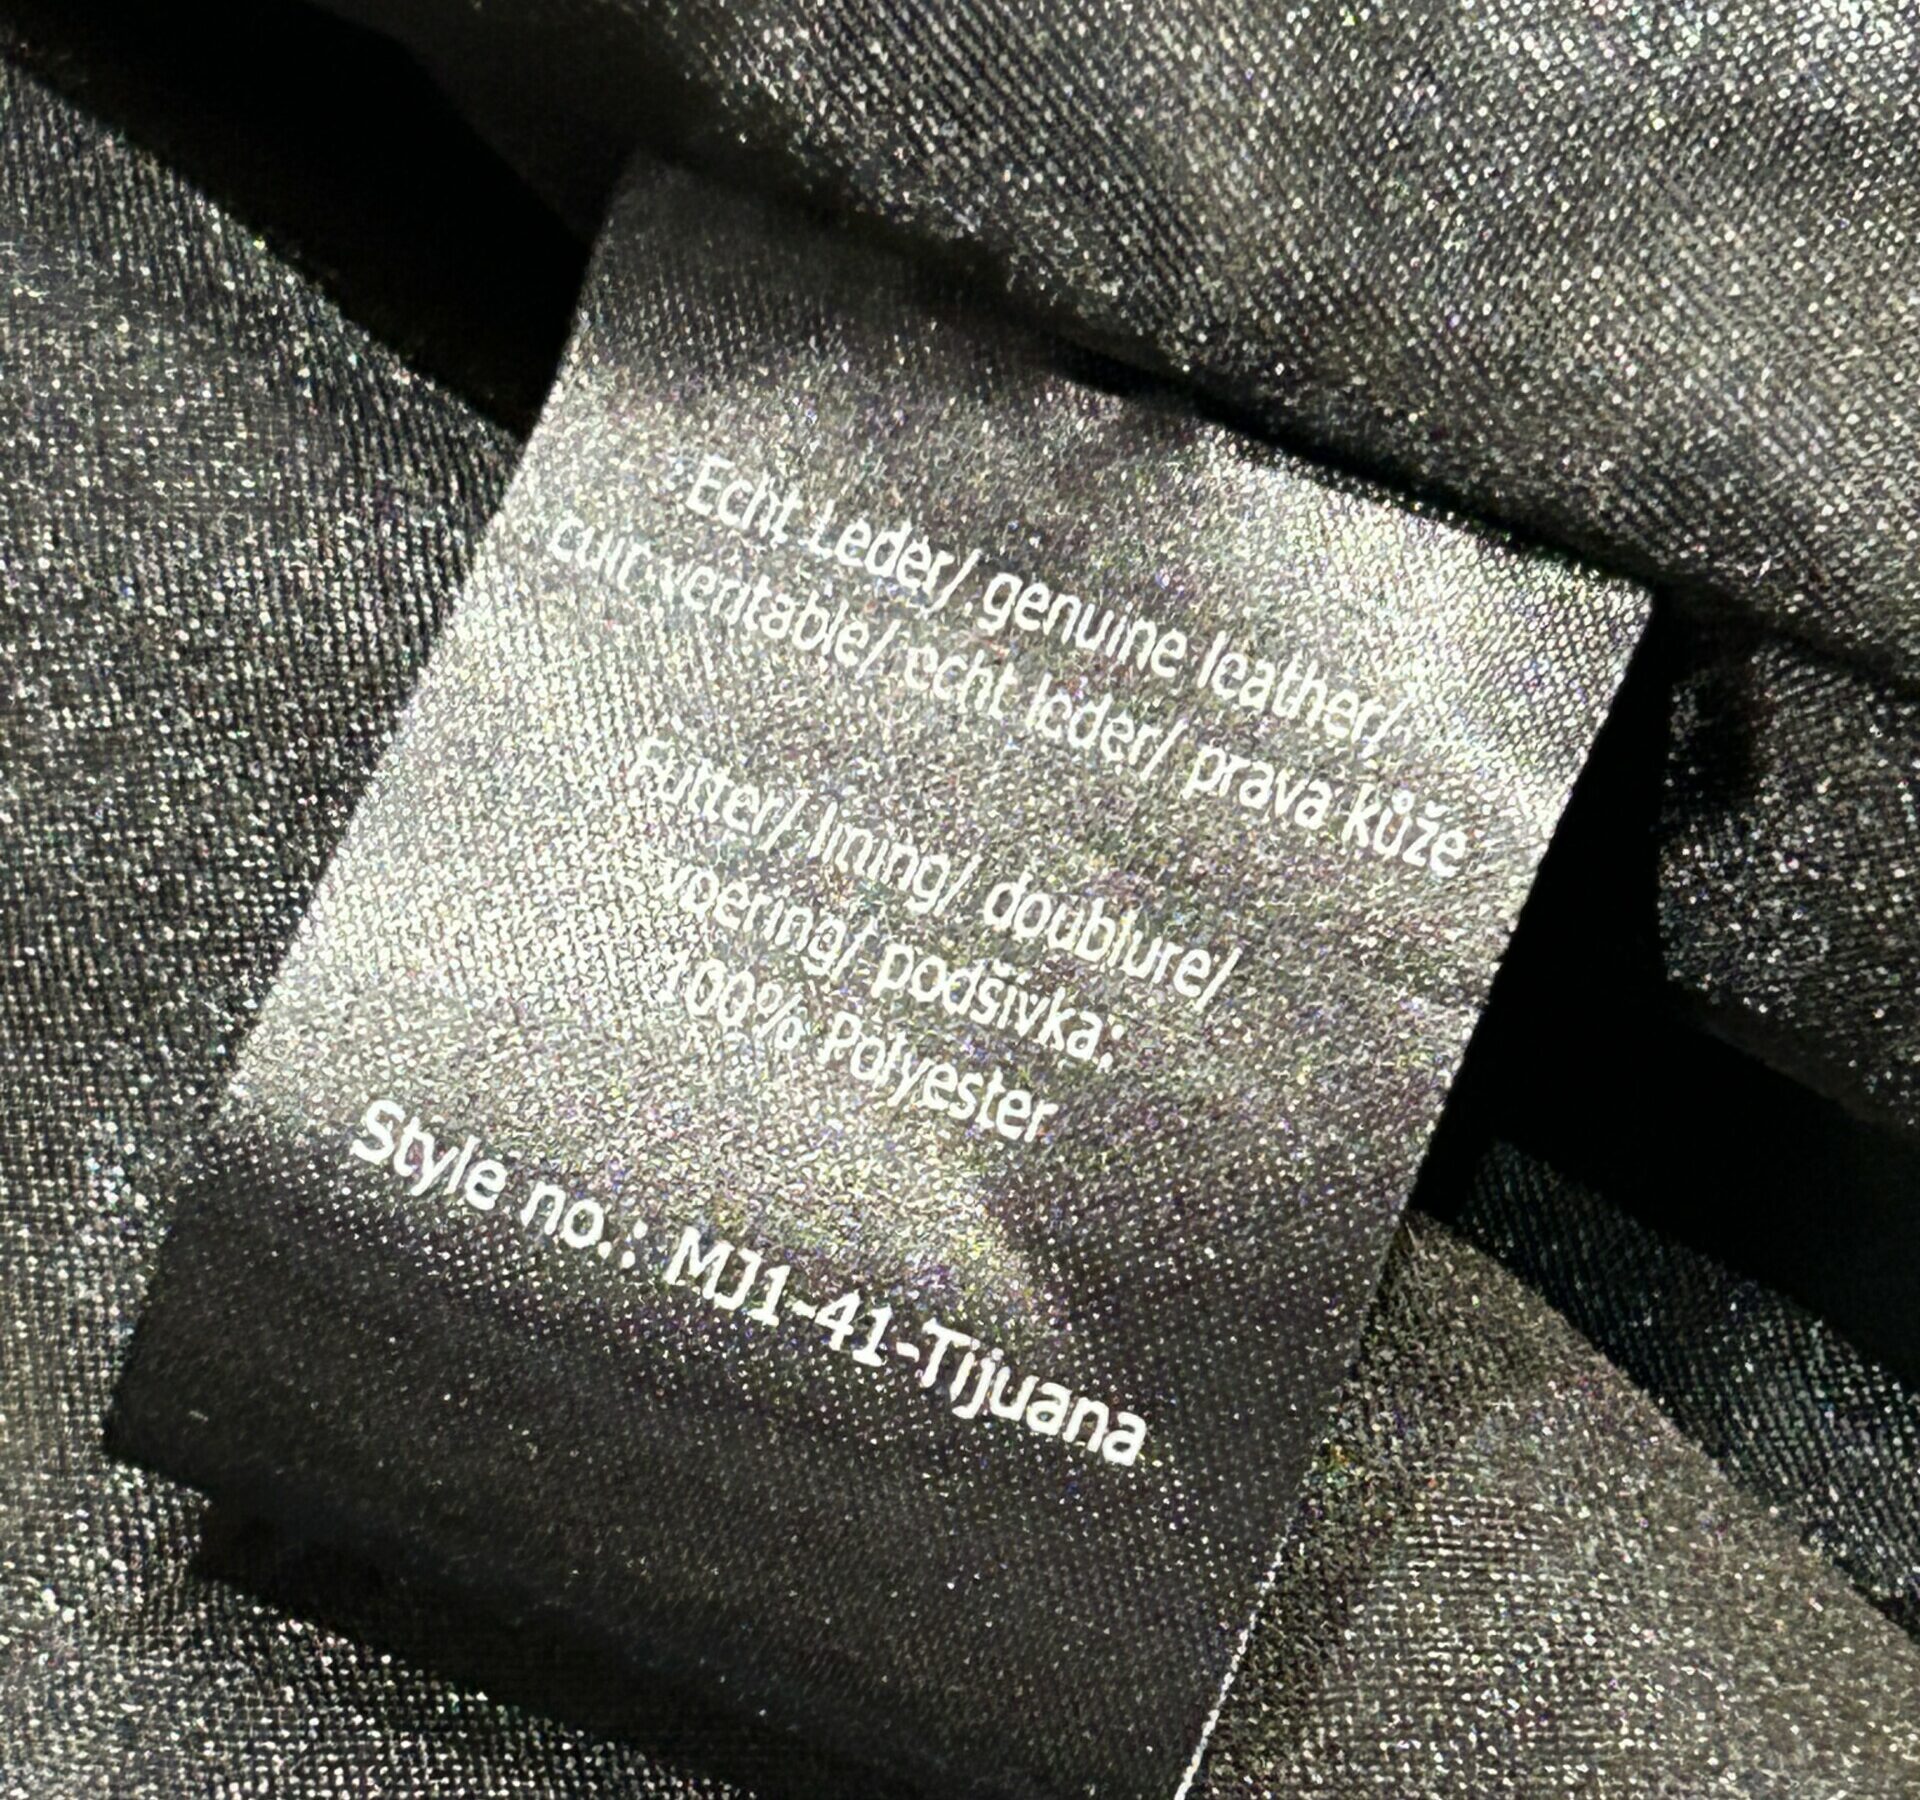 Echt Leder/ genuine leather/
cuir veritable/ echt leder/ prava kůže
Futter/ lining/ doublure/
voering/ podšívka:
100% Polyester
Style no.: MJ1-41-Tijuana